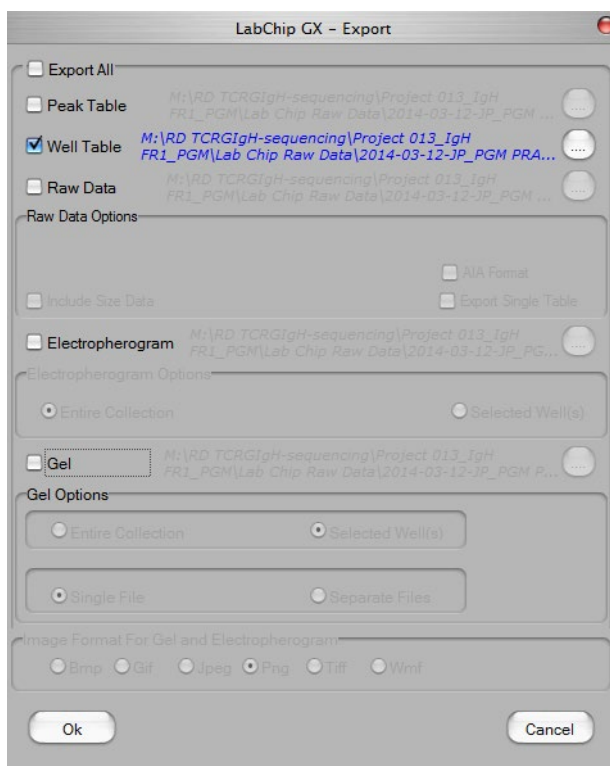 LabChip GX - Export
Export All
Peak Table
M:\RD TCRGIgH-sequencing\Project 013_IgH
FR1_PGM\Lab Chip Raw Data\2014-03-12-JP_PGM ...
....
Well Table
M:\RD TCRGIgH-sequencing\Project 013_IgH
FR1_PGM\Lab Chip Raw Data\2014-03-12-JP_PGM PRA...
....
Raw Data
M:\RD TCRGIgH-sequencing\Project 013_IgH
FR1_PGM\Lab Chip Raw Data\2014-03-12-JP_PGM ...
....
Raw Data Options
AIA Format
Include Size Data
Export Single Table
Electropherogram
M:\RD TCRGIgH-sequencing\Project 013_IgH
FR1_PGM\Lab Chip Raw Data\2014-03-12-JP_PG...
....
Electropherogram Options
Entire Collection
Selected Well(s)
Gel
M:\RD TCRGIgH-sequencing\Project 013_IgH
FR1_PGM\Lab Chip Raw Data\2014-03-12-JP_PGM P...
....
Gel Options
Entire Collection
Selected Well(s)
Single File
Separate Files
Image Format For Gel and Electropherogram
Bmp Gif Jpeg Png Tiff Wmf
Ok
Cancel